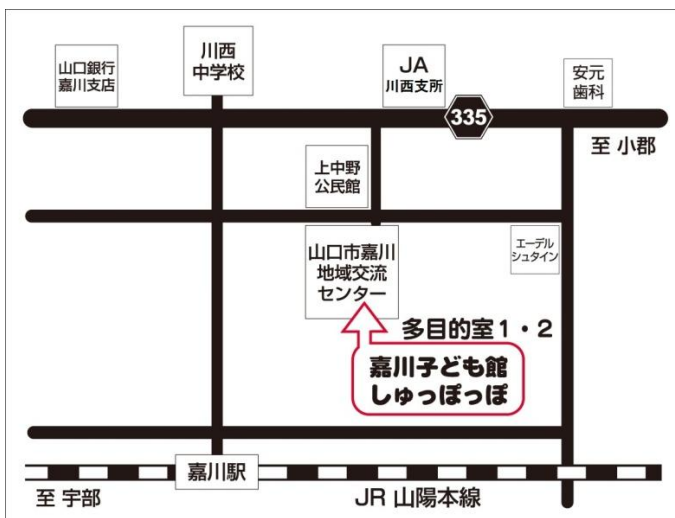 山口銀行
嘉川支店
川西
中学校
JA
川西支所
安元
歯科
335
至 小郡
上中野
公民館
山口市嘉川
地域交流
センター
エーデル
シュタイン
多目的室1・2
嘉川子ども館
しゅっぽっぽ
嘉川駅
至 宇部
JR 山陽本線